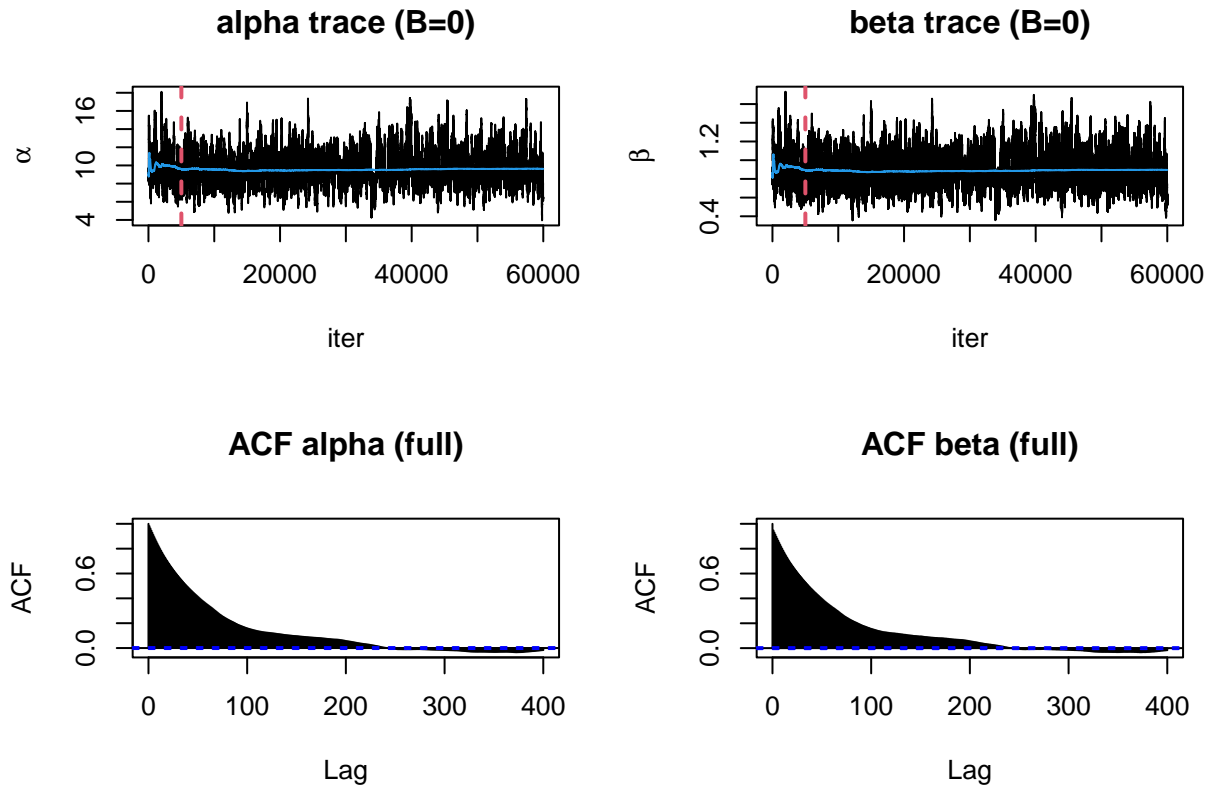 alpha trace (B=0)
α
4
10
16
0
20000
40000
60000
iter
beta trace (B=0)
β
0.4
1.2
0
20000
40000
60000
iter
ACF alpha (full)
ACF
0.0
0.6
0
100
200
300
400
Lag
ACF beta (full)
ACF
0.0
0.6
0
100
200
300
400
Lag